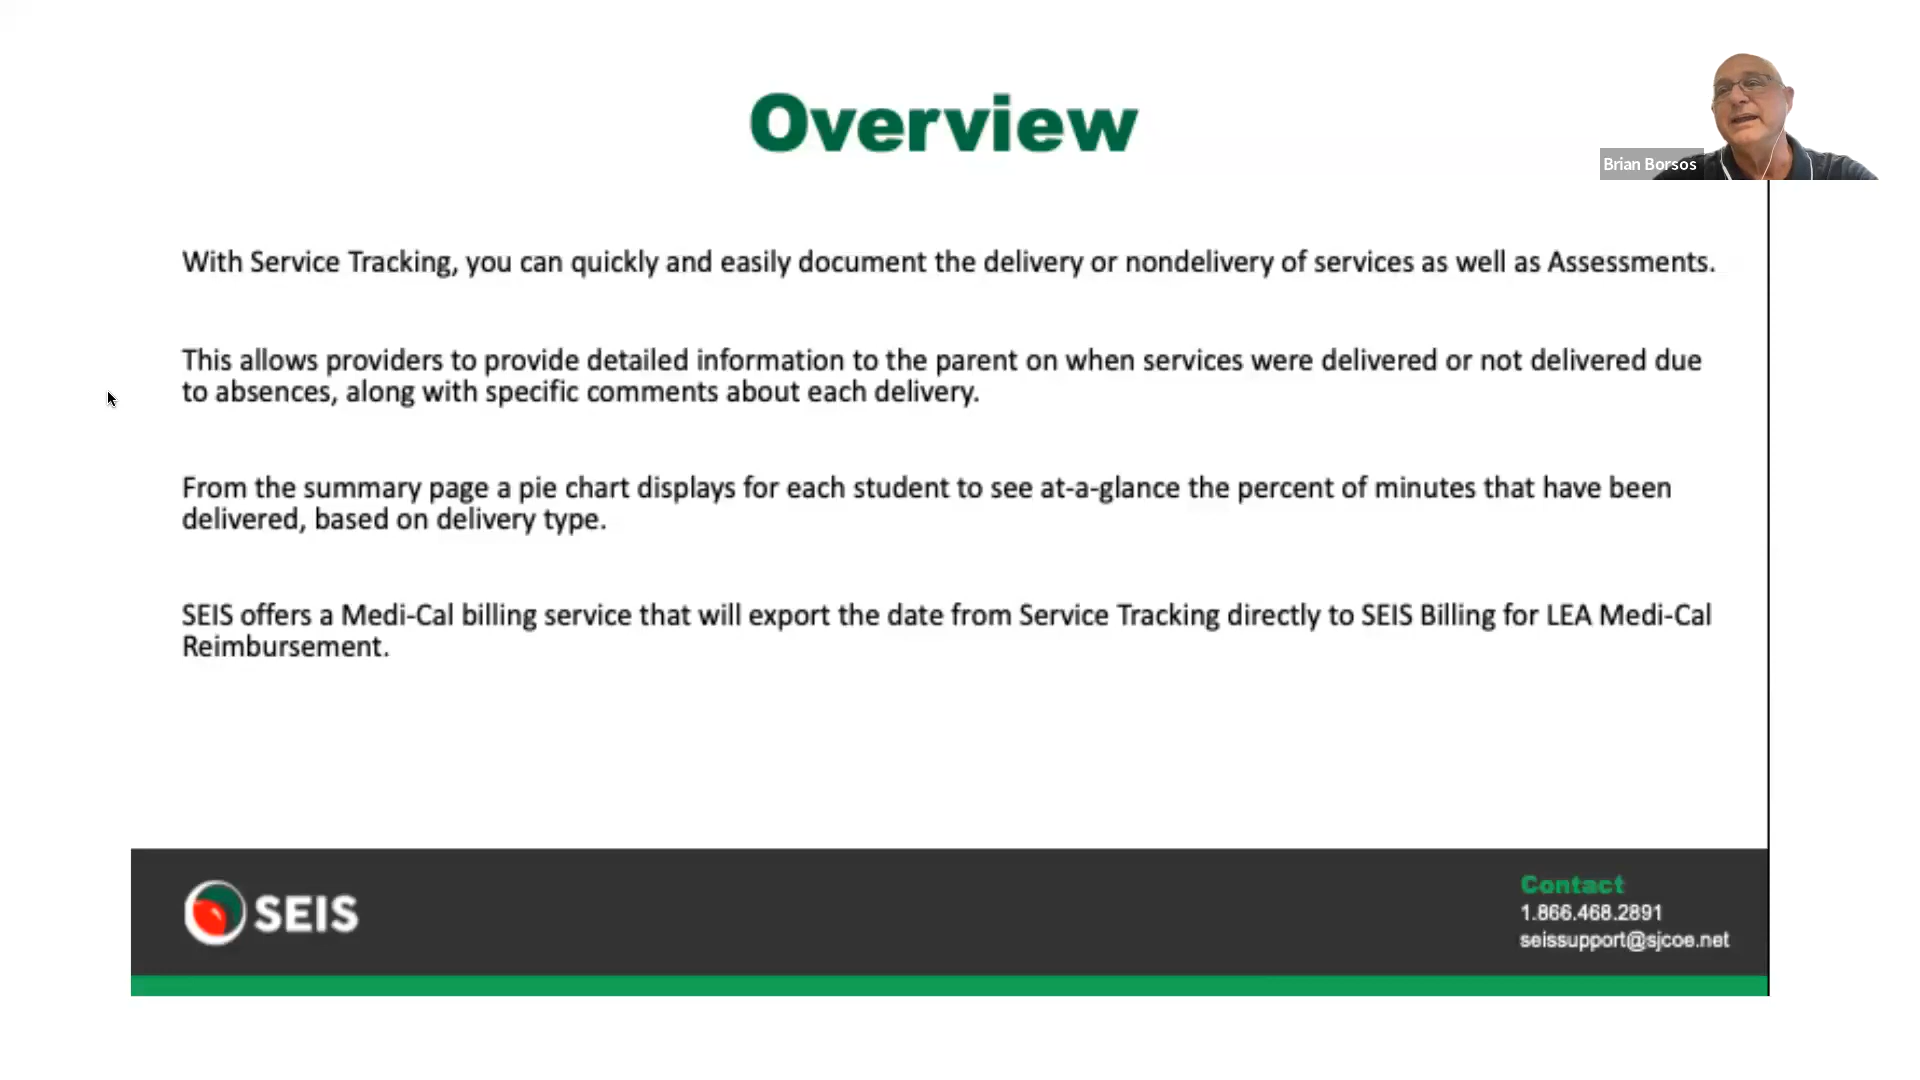 Overview
Brian Borsos
With Service Tracking, you can quickly and easily document the delivery or nondelivery of services as well as Assessments.
This allows providers to provide detailed information to the parent on when services were delivered or not delivered due
to absences, along with specific comments about each delivery.
From the summary page a pie chart displays for each student to see at-a-glance the percent of minutes that have been
delivered, based on delivery type.
SEIS offers a Medi-Cal billing service that will export the date from Service Tracking directly to SEIS Billing for LEA Medi-Cal
Reimbursement.
SEIS
Contact
1.866.468.2891
seissupport@sjcoe.net